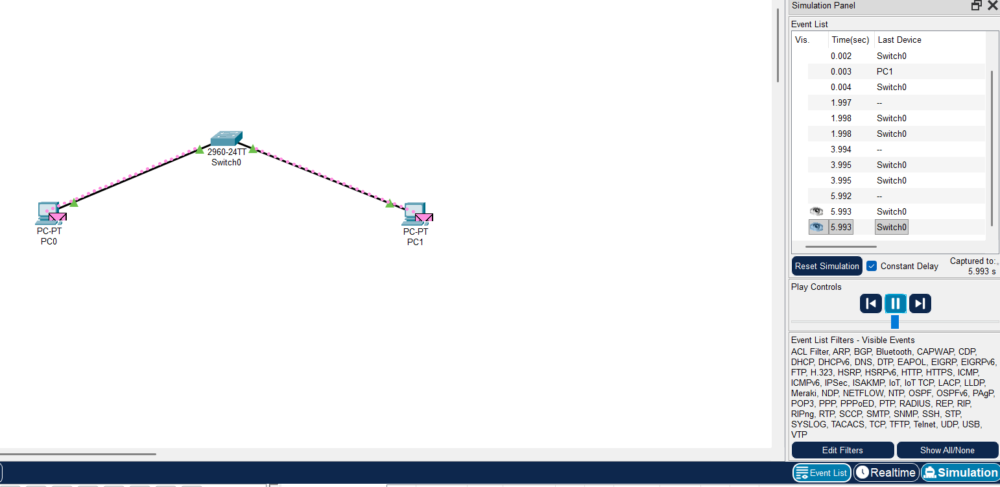 Simulation Panel
Event List
Vis. Time(sec) Last Device
0.002 Switch0
0.003 PC1
0.004 Switch0
1.997 --
1.998 Switch0
1.998 Switch0
3.994 --
3.995 Switch0
3.995 Switch0
5.992 --
5.993 Switch0
5.993 Switch0
Reset Simulation Constant Delay Captured to:
5.993 s
Play Controls
Event List Filters - Visible Events
ACL Filter, ARP, BGP, Bluetooth, CAPWAP, CDP,
DHCP, DHCPv6, DNS, DTP, EAPOL, EIGRP, EIGRPv6,
FTP, H.323, HSRP, HSRPv6, HTTP, HTTPS, ICMP,
ICMPv6, IPSec, ISAKMP, IoT, IoT TCP, LACP, LLDP,
Meraki, NDP, NETFLOW, NTP, OSPF, OSPFv6, PAgP,
POP3, PPP, PPPoED, PTP, RADIUS, REP, RIP,
RIPng, RTP, SCCP, SMTP, SNMP, SSH, STP,
SYSLOG, TACACS, TCP, TFTP, Telnet, UDP, USB,
VTP
Edit Filters Show All/None
Event List Realtime Simulation
2960-24TT
Switch0
PC-PT
PC0
PC-PT
PC1